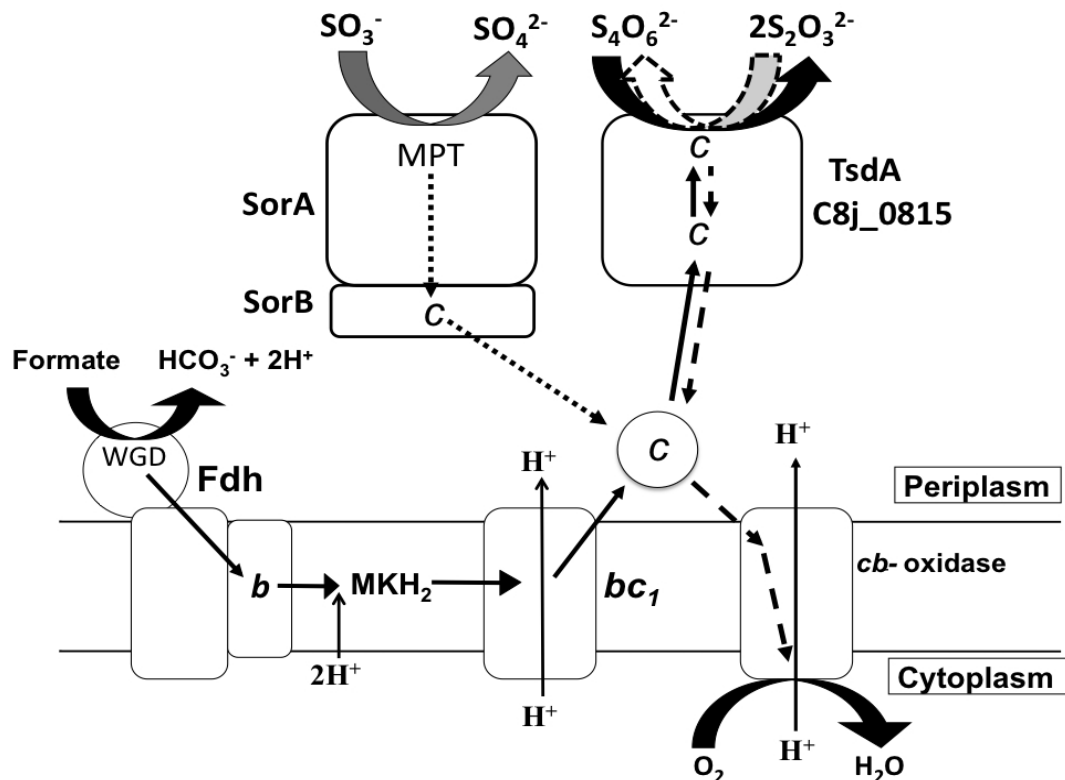 SO₃⁻ SO₄²⁻ S₄O₆²⁻ 2S₂O₃²⁻
MPT
C
SorA
TsdA
C8j_0815
C
SorB
C
Formate HCO₃⁻ + 2H⁺
WGD
Fdh
H⁺
C
H⁺
Periplasm
b
MKH₂
bc₁
cb- oxidase
2H⁺
H⁺
Cytoplasm
O₂
H⁺
H₂O